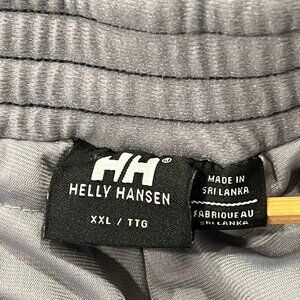 HH®
HELLY HANSEN
XXL / TTG
MADE IN
SRI LANKA
FABRIQUE AU
SRI LANKA